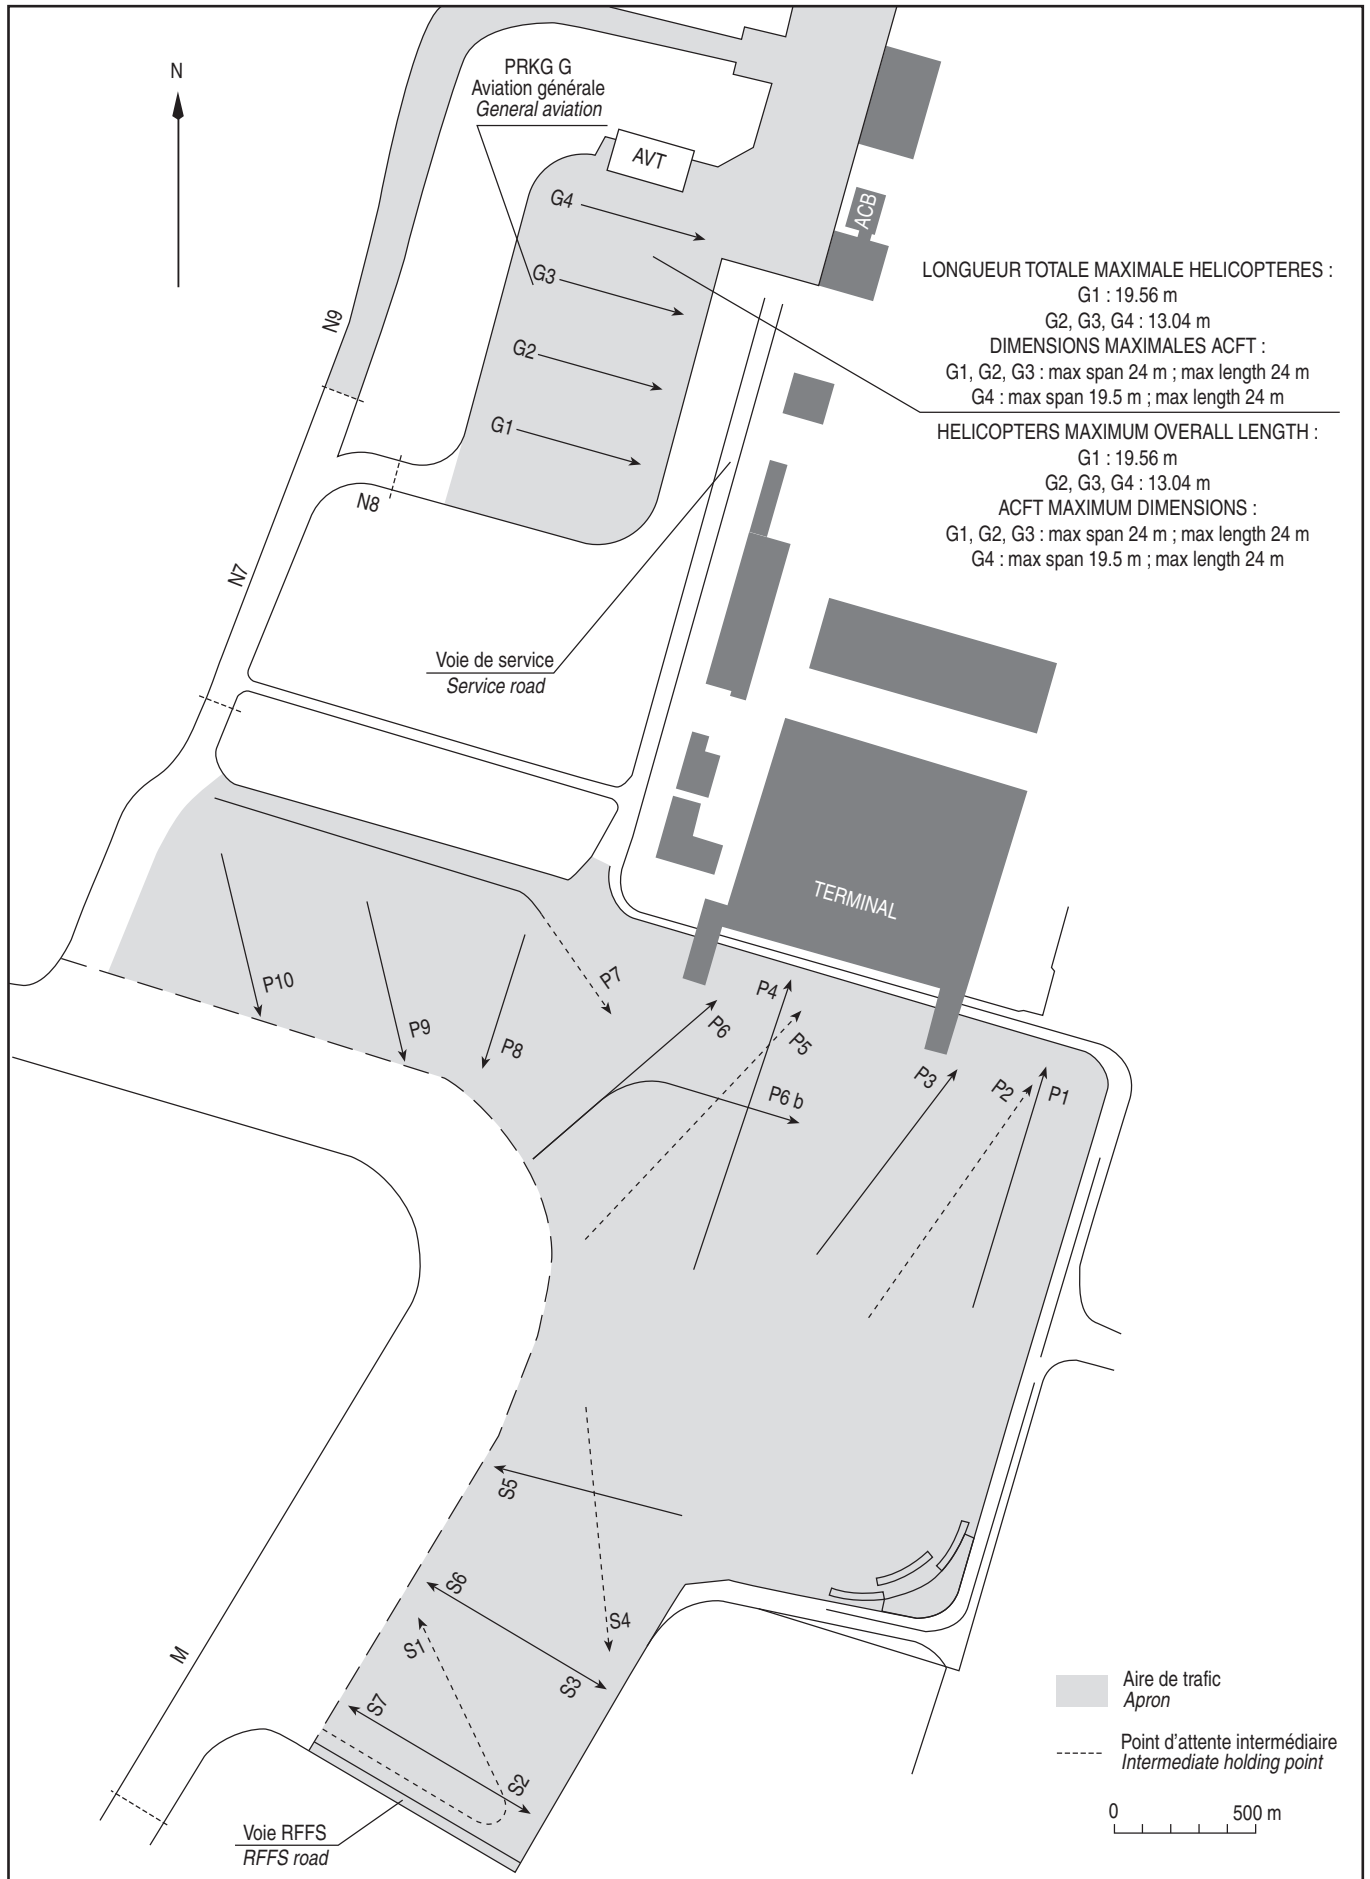 N
PRKG G
Aviation générale
General aviation
AVT
G4
ACB
G3
LONGUEUR TOTALE MAXIMALE HELICOPTERES :
G1 : 19.56 m
G2, G3, G4 : 13.04 m
DIMENSIONS MAXIMALES ACFT :
G1, G2, G3 : max span 24 m ; max length 24 m
G4 : max span 19.5 m ; max length 24 m
HELICOPTERS MAXIMUM OVERALL LENGTH :
G1 : 19.56 m
G2, G3, G4 : 13.04 m
ACFT MAXIMUM DIMENSIONS :
G1, G2, G3 : max span 24 m ; max length 24 m
G4 : max span 19.5 m ; max length 24 m
N9
G2
G1
N8
N7
Voie de service
Service road
TERMINAL
P10
P9
P8
P7
P6
P4
P5
P6 b
P3
P2
P1
S5
S6
S4
S1
S3
S7
S2
M
Aire de trafic
Apron
Point d'attente intermédiaire
Intermediate holding point
0 500 m
Voie RFFS
RFFS road